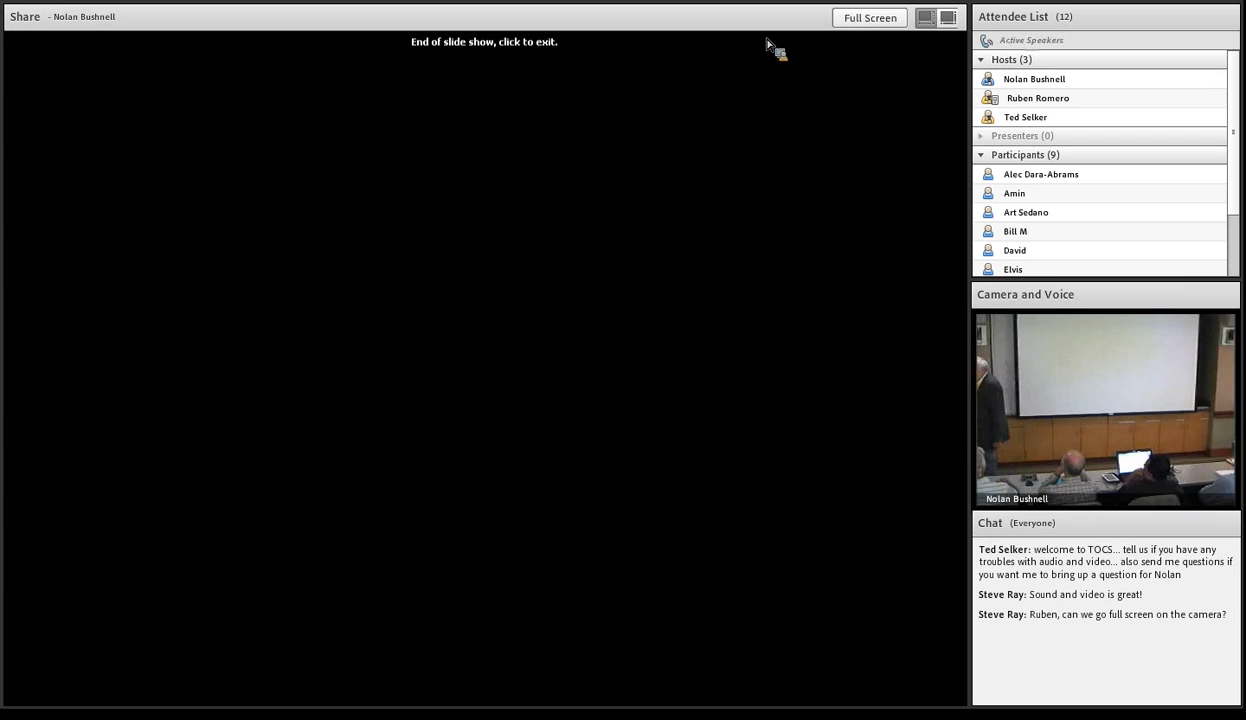 Share - Nolan Bushnell
Full Screen
End of slide show, click to exit.
Attendee List (12)
Active Speakers
Hosts (3)
Nolan Bushnell
Ruben Romero
Ted Selker
Presenters (0)
Participants (9)
Alec Dara-Abrams
Amin
Art Sedano
Bill M
David
Elvis
Camera and Voice
Nolan Bushnell
Chat (Everyone)
Ted Selker: welcome to TOCS... tell us if you have any
troubles with audio and video... also send me questions if
you want me to bring up a question for Nolan
Steve Ray: Sound and video is great!
Steve Ray: Ruben, can we go full screen on the camera?